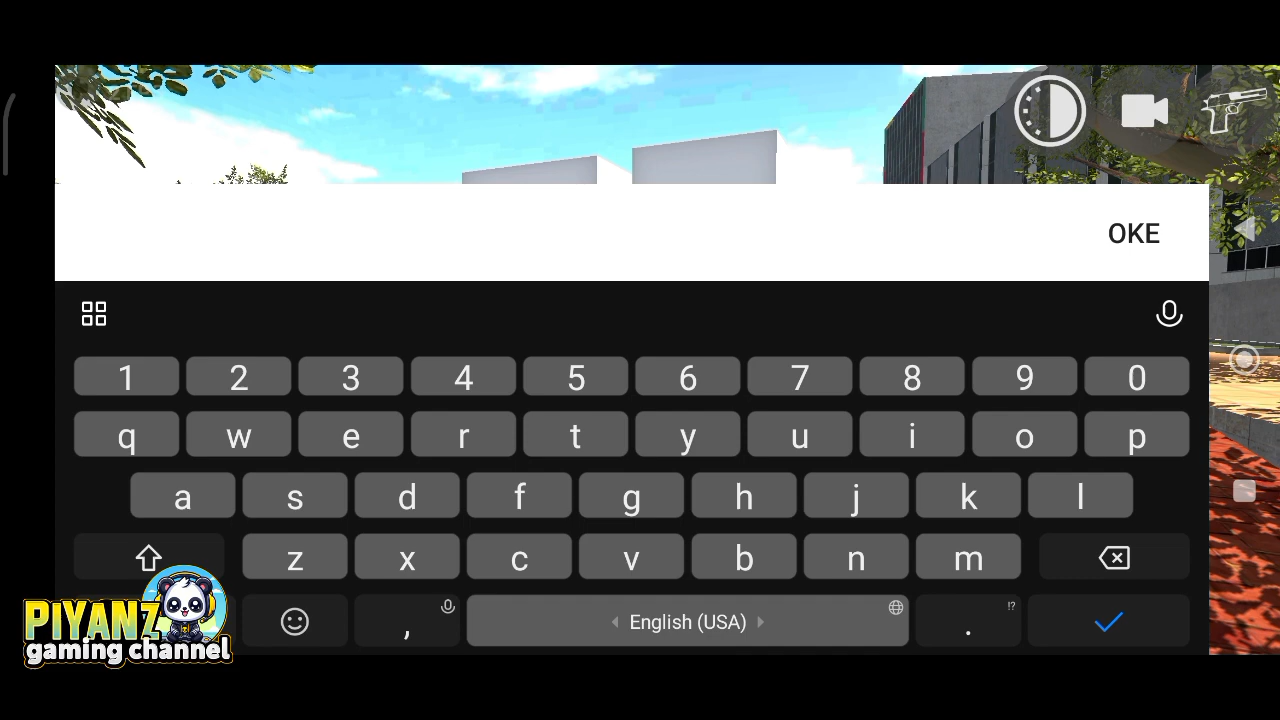 OKE
1 2 3 4 5 6 7 8 9 0
q w e r t y u i o p
a s d f g h j k l
z x c v b n m
, English (USA) . !?
PIYANZ
gaming channel